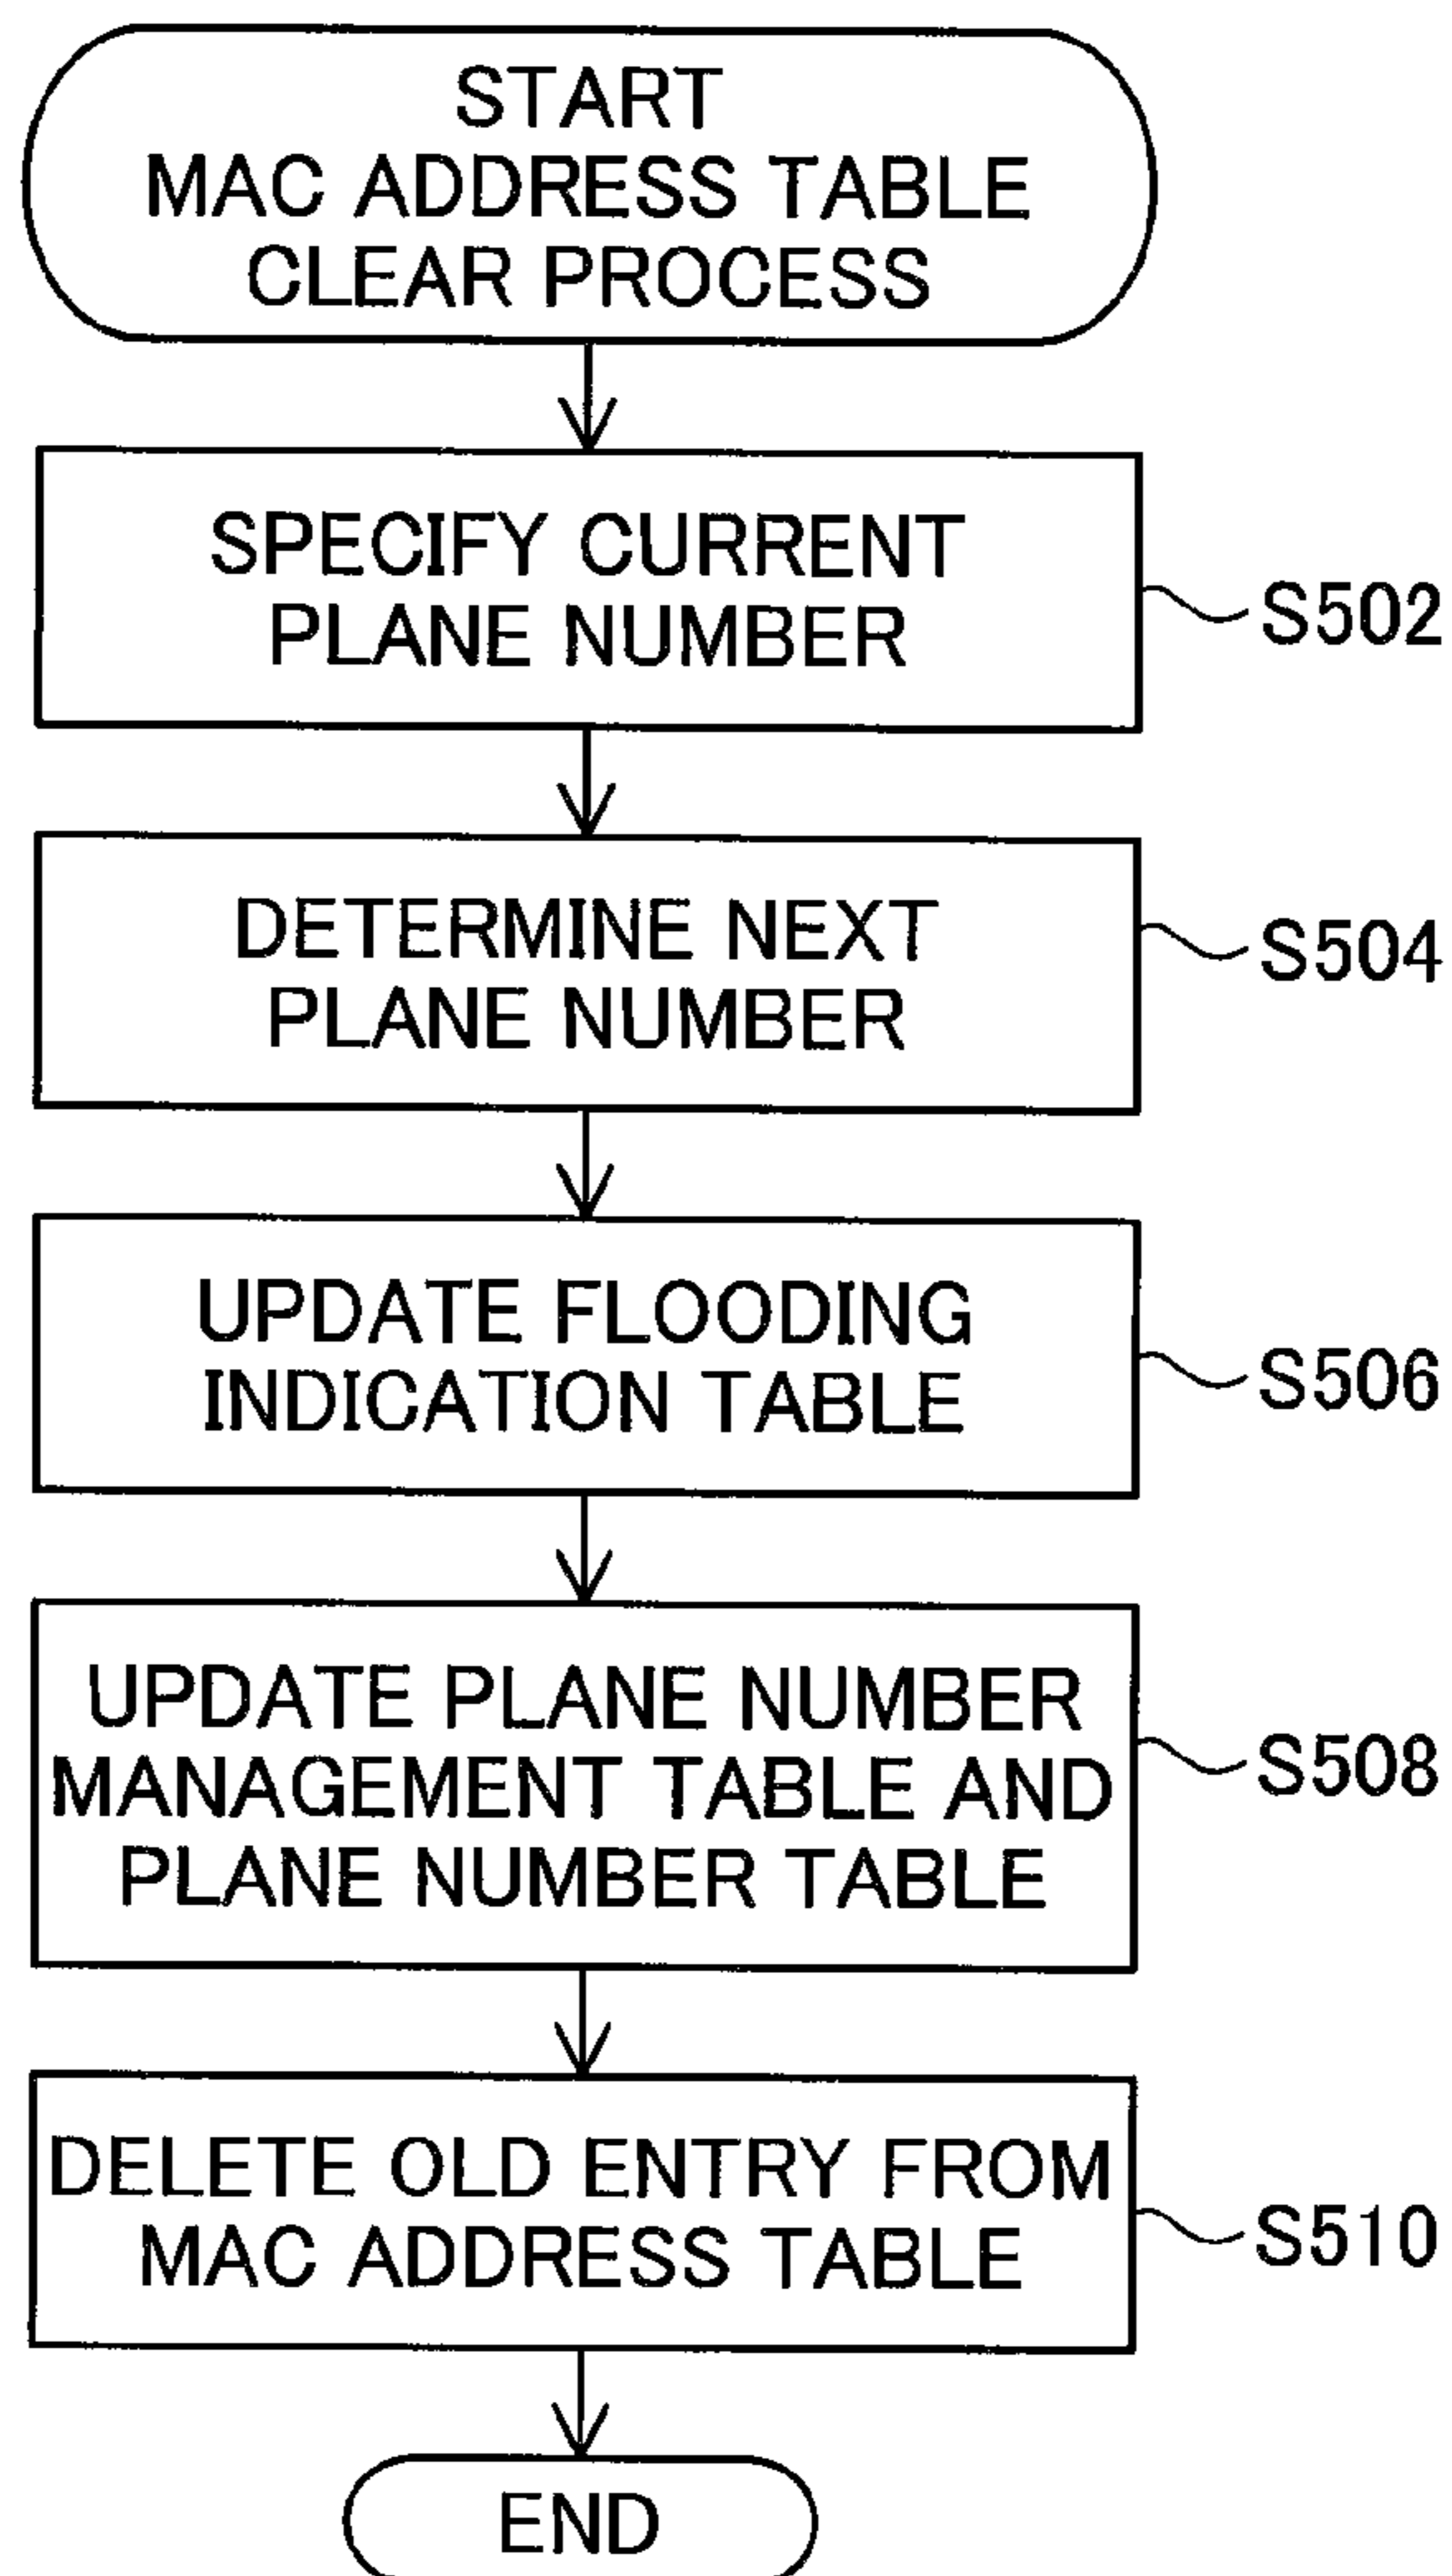 START
MAC ADDRESS TABLE
CLEAR PROCESS
SPECIFY CURRENT
PLANE NUMBER
S502
DETERMINE NEXT
PLANE NUMBER
S504
UPDATE FLOODING
INDICATION TABLE
S506
UPDATE PLANE NUMBER
MANAGEMENT TABLE AND
PLANE NUMBER TABLE
S508
DELETE OLD ENTRY FROM
MAC ADDRESS TABLE
S510
END